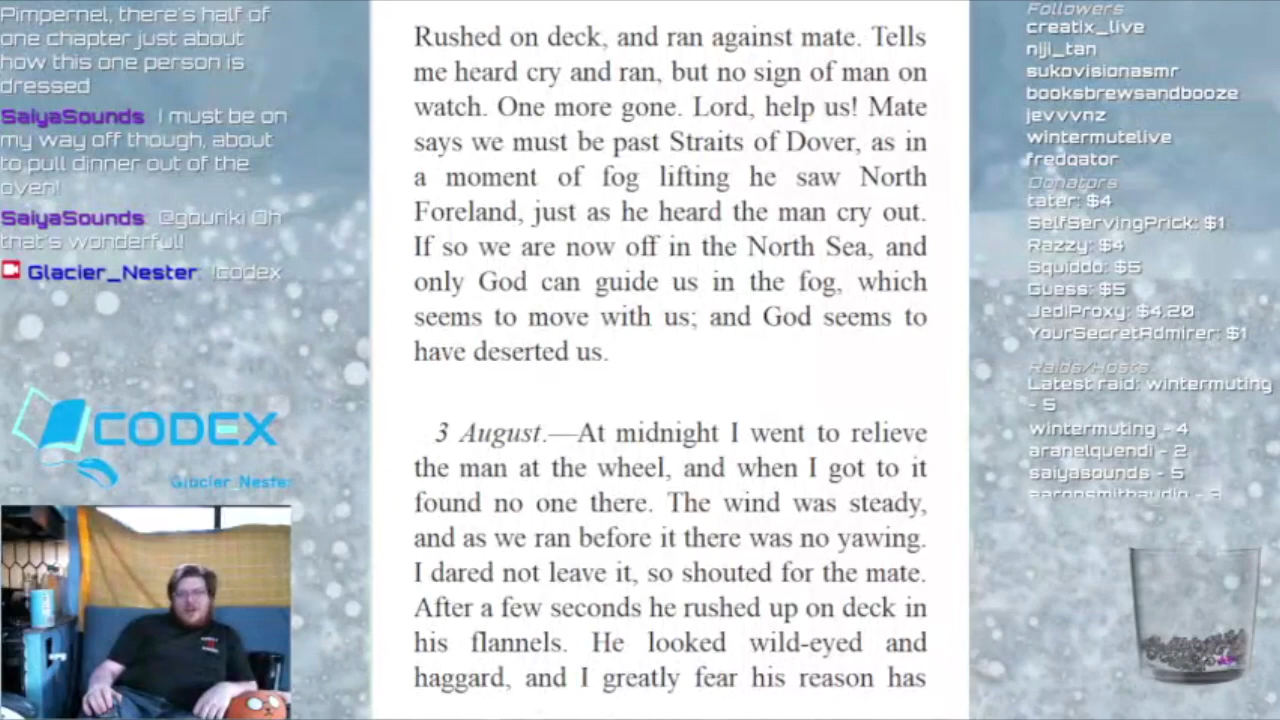 Pimpernel, there's half of
one chapter just about
how this one person is
dressed
SaiyaSounds: I must be on
my way off though, about
to pull dinner out of the
oven!
SaiyaSounds: @gouriki Oh
that's wonderful!
Glacier_Nester: !codex
CODEX
Glacier_Nester
Rushed on deck, and ran against mate. Tells
me heard cry and ran, but no sign of man on
watch. One more gone. Lord, help us! Mate
says we must be past Straits of Dover, as in
a moment of fog lifting he saw North
Foreland, just as he heard the man cry out.
If so we are now off in the North Sea, and
only God can guide us in the fog, which
seems to move with us; and God seems to
have deserted us.
3 August.—At midnight I went to relieve
the man at the wheel, and when I got to it
found no one there. The wind was steady,
and as we ran before it there was no yawing.
I dared not leave it, so shouted for the mate.
After a few seconds he rushed up on deck in
his flannels. He looked wild-eyed and
haggard, and I greatly fear his reason has
Followers
creatix_live
niji_tan
sukovisionasmr
booksbrewsandbooze
jevvvnz
wintermutelive
fredgator
Donators
tater: $4
SelfServingPrick: $1
Razzy: $4
Squiddo: $5
Guess: $5
JediProxy: $4.20
YourSecretAdmirer: $1
Raids/Hosts
Latest raid: wintermuting
- 5
wintermuting - 4
aranelquendi - 2
saiyasounds - 5
aaronsmithaudio - 3